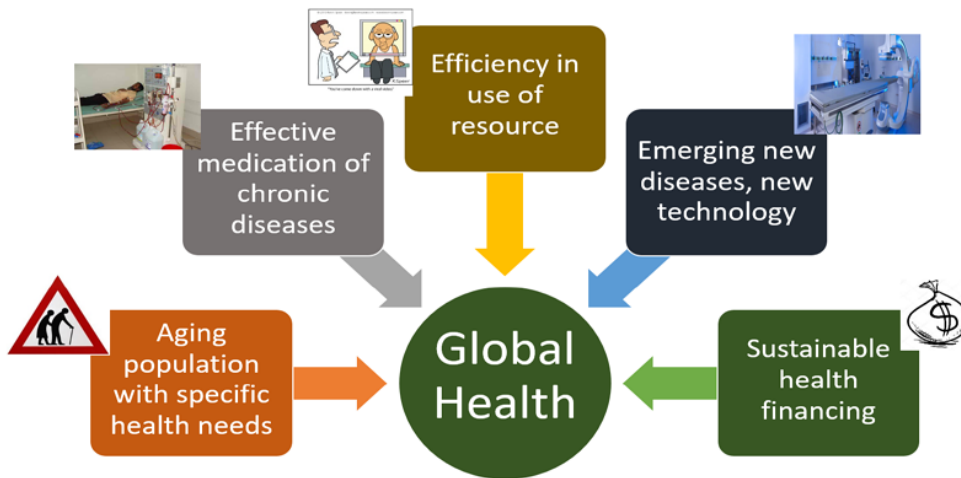 Efficiency in
use of
resource
Effective
medication of
chronic
diseases
Emerging new
diseases, new
technology
Aging
population
with specific
health needs
Global
Health
Sustainable
health
financing
$